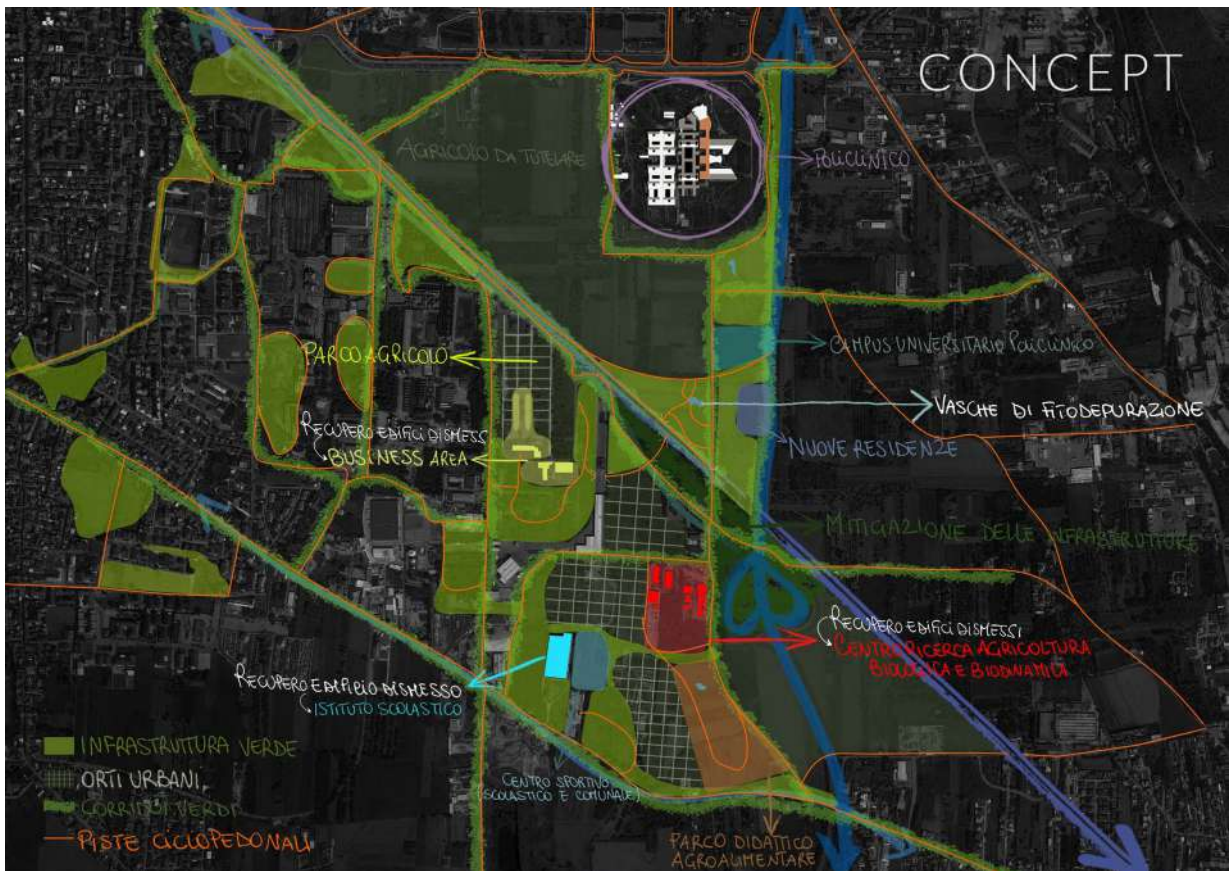 CONCEPT
AGRICOLO DA TUTELARE
POLICLINICO
PARCO AGRICOLO
CAMPUS UNIVERSITARIO POLICLINICO
VASCHE DI FITODEPURAZIONE
RECUPERO EDIFICI DISMESSI
BUSINESS AREA
NUOVE RESIDENZE
MITIGAZIONE DELLE INFRASTRUTTURE
RECUPERO EDIFICI DISMESSI
CENTRO RICERCA AGRICOLTURA
BIOLOGICA E BIODINAMIDI
RECUPERO EDIFICIO DISMESSO
ISTITUTO SCOLASTICO
INFRASTRUTTURA VERDE
ORTI URBANI
CORRIDOI VERDI
PISTE CICLOPEDONALI
CENTRO SPORTIVO
(SCOLASTICO E COMUNALE)
PARCO DIDATTICO
AGROALIMENTARE